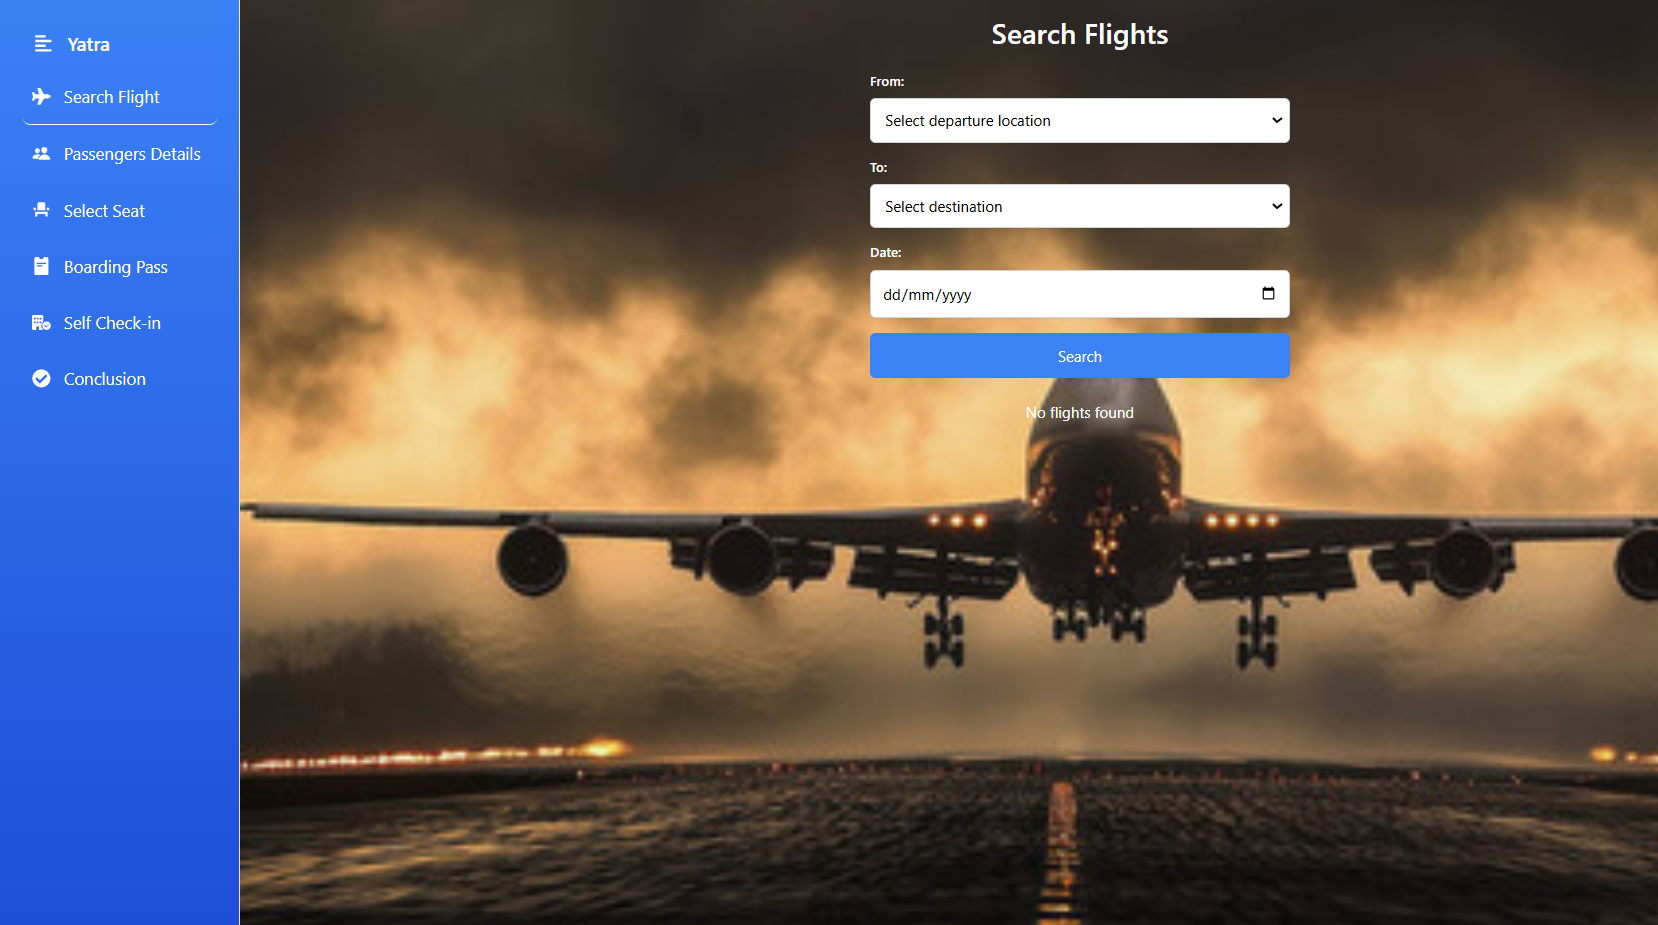 Yatra
Search Flight
Passengers Details
Select Seat
Boarding Pass
Self Check-in
Conclusion
Search Flights
From:
Select departure location
To:
Select destination
Date:
dd/mm/yyyy
Search
No flights found